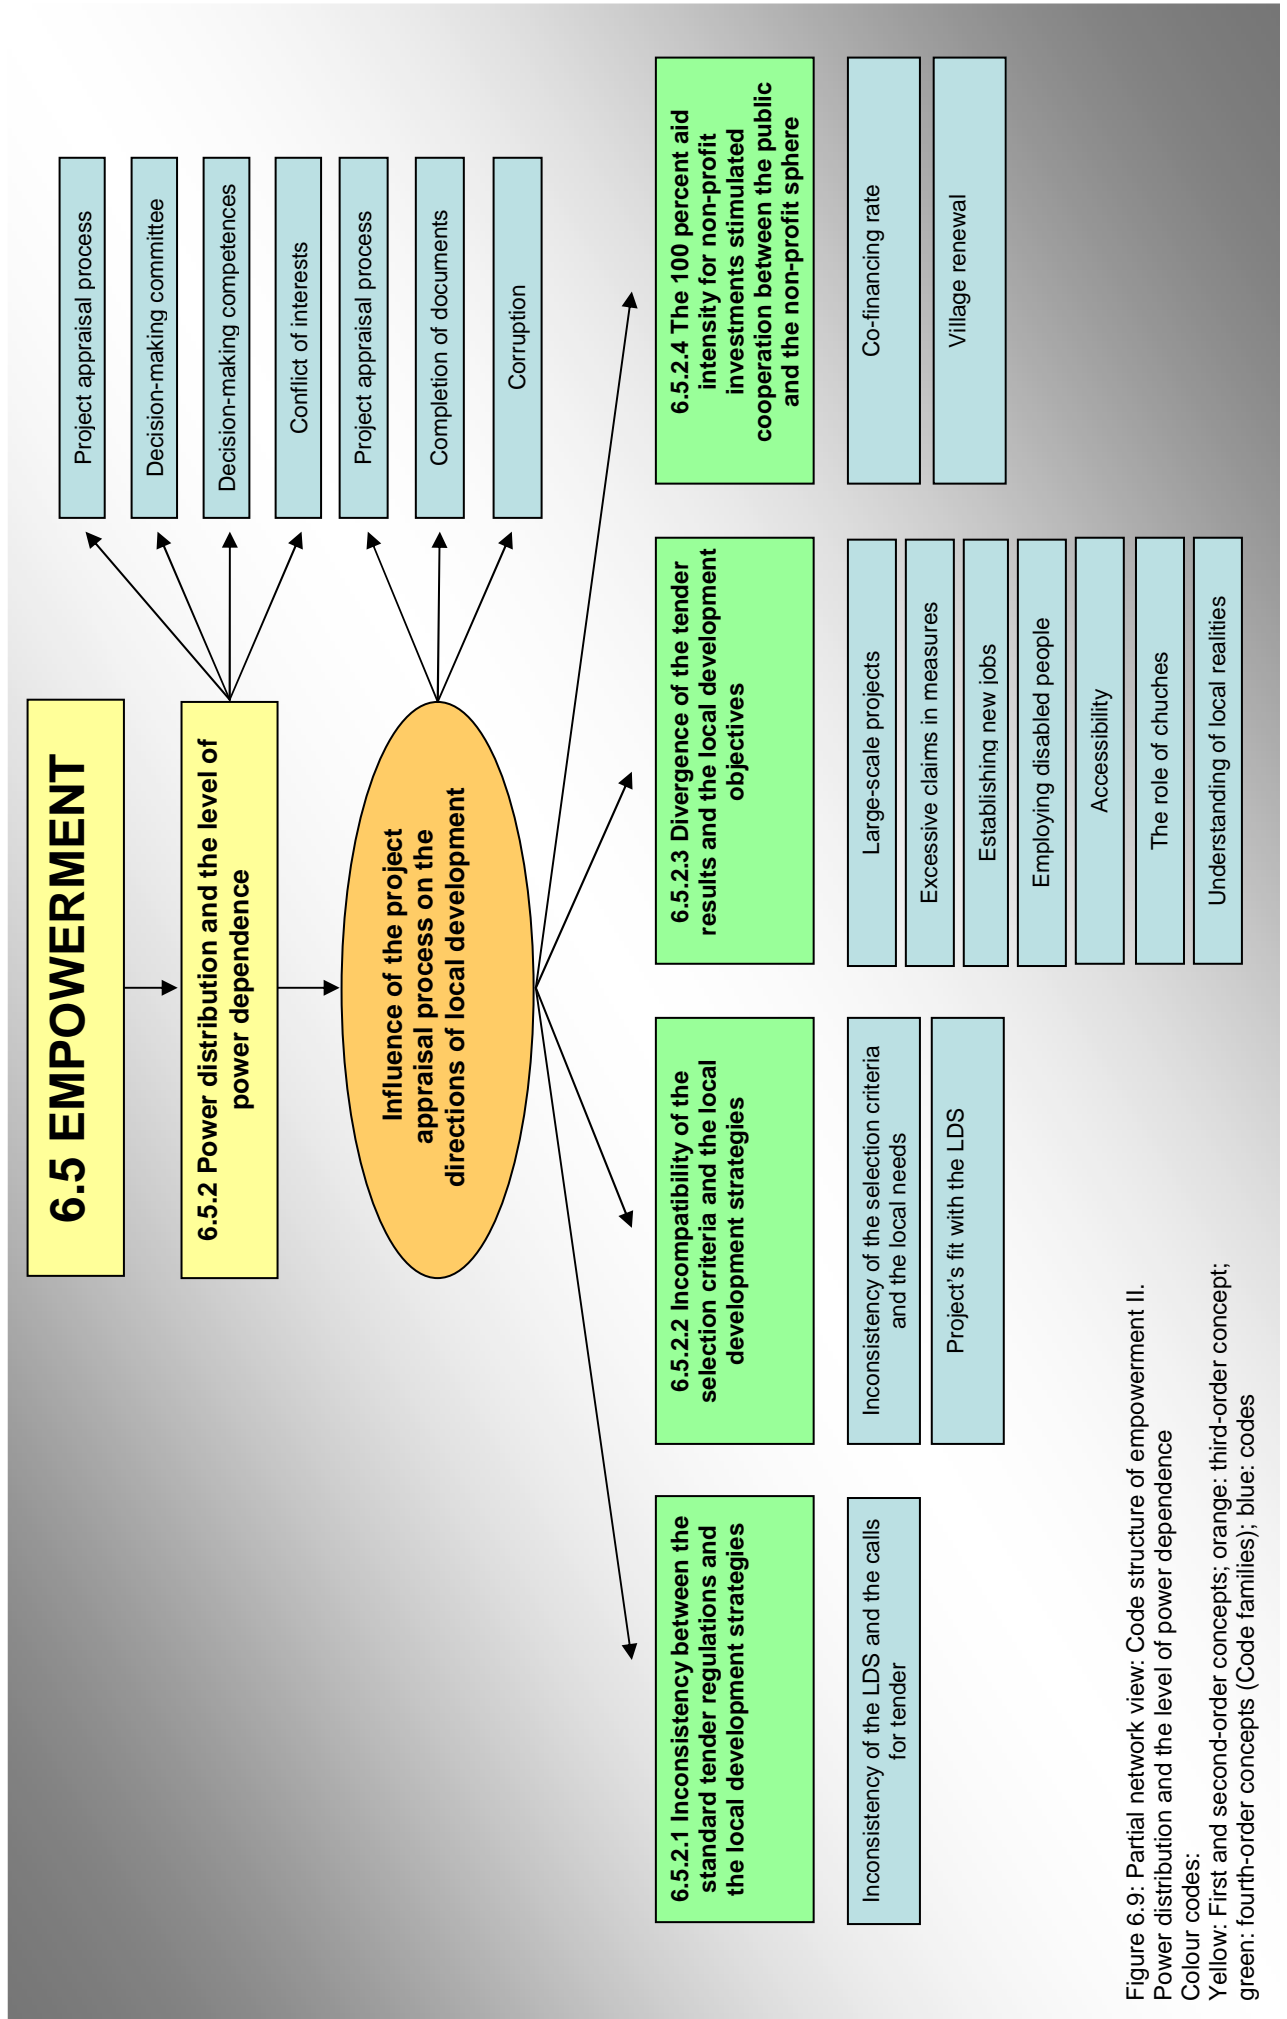 6.5 EMPOWERMENT
6.5.2 Power distribution and the level of
power dependence
Project appraisal process
Decision-making committee
Decision-making competences
Conflict of interests
Influence of the project
appraisal process on the
directions of local development
Project appraisal process
Completion of documents
Corruption
6.5.2.1 Inconsistency between the
standard tender regulations and
the local development strategies
Inconsistency of the LDS and the calls
for tender
6.5.2.2 Incompatibility of the
selection criteria and the local
development strategies
Inconsistency of the selection criteria
and the local needs
Project's fit with the LDS
6.5.2.3 Divergence of the tender
results and the local development
objectives
Large-scale projects
Excessive claims in measures
Establishing new jobs
Employing disabled people
Accessibility
The role of chuches
Understanding of local realities
6.5.2.4 The 100 percent aid
intensity for non-profit
investments stimulated
cooperation between the public
and the non-profit sphere
Co-financing rate
Village renewal
Figure 6.9: Partial network view: Code structure of empowerment II.
Power distribution and the level of power dependence
Colour codes:
Yellow: First and second-order concepts; orange: third-order concept;
green: fourth-order concepts (Code families); blue: codes